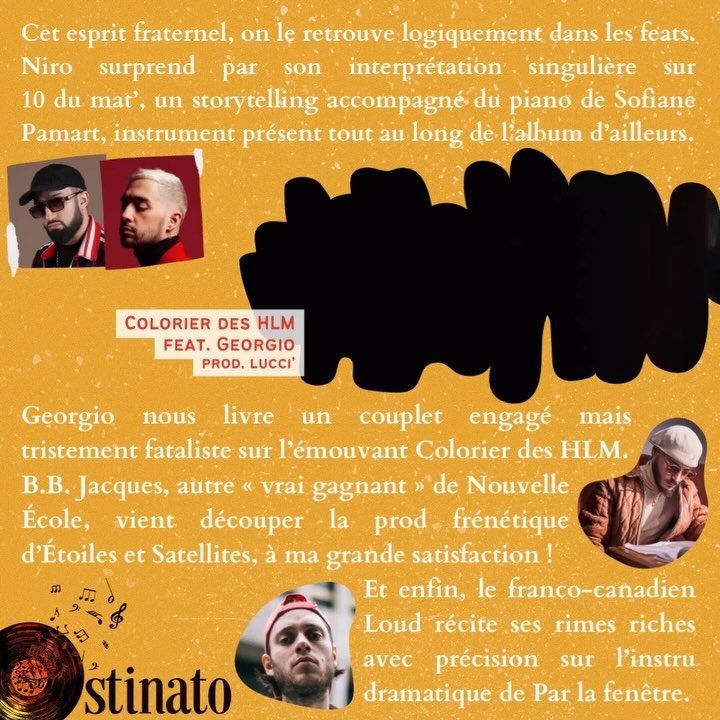 Cet esprit fraternel, on le retrouve logiquement dans les feats.
Niro surprend par son interprétation singulière sur
10 du mat’, un storytelling accompagné du piano de Sofiane
Pamart, instrument présent tout au long de l’album d’ailleurs.
COLORIER DES HLM
FEAT. GEORGIO
PROD. LUCCI’
Georgio nous livre un couplet engagé mais
tristement fataliste sur l’émouvant Colorier des HLM.
B.B. Jacques, autre « vrai gagnant » de Nouvelle
École, vient découper la prod frénétique
d’Étoiles et Satellites, à ma grande satisfaction !
Et enfin, le franco-canadien
Loud récite ses rimes riches
avec précision sur l’instru
dramatique de Par la fenêtre.
stinato